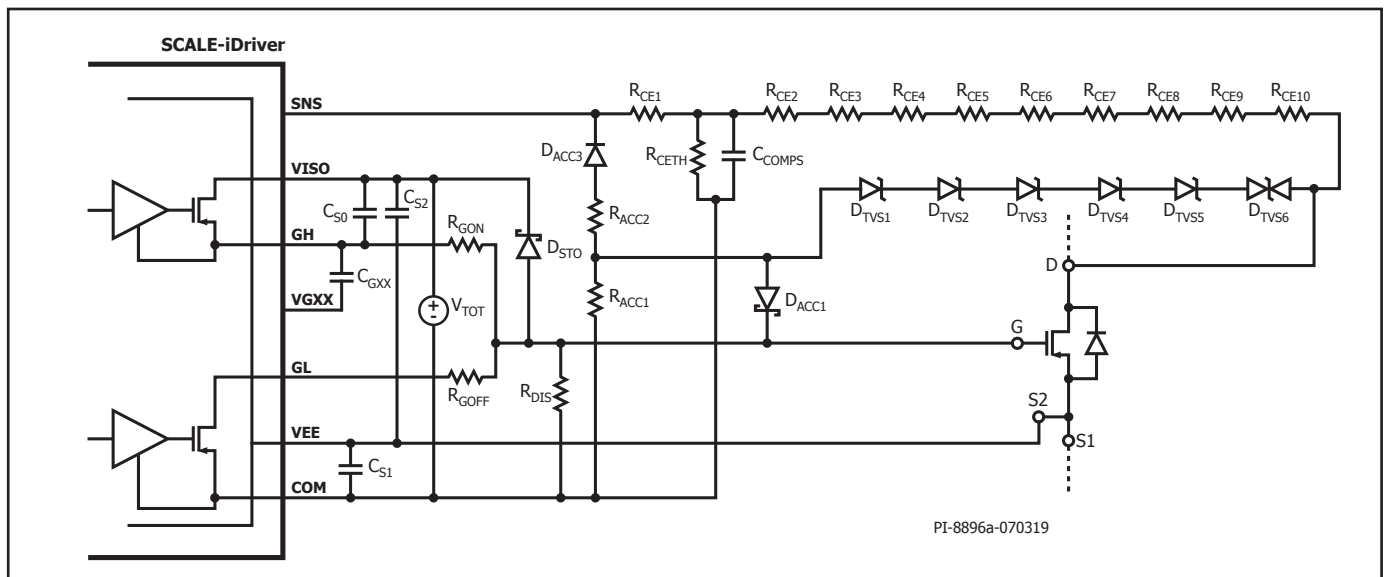 SCALE-iDriver
SNS
RCE1
RCE2
RCE3
RCE4
RCE5
RCE6
RCE7
RCE8
RCE9
RCE10
DACC3
RCETH
CCOMPS
VISO
CS0
CS2
RACC2
DTVS1
DTVS2
DTVS3
DTVS4
DTVS5
DTVS6
GH
RGON
DSTO
D
CGXX
VGXX
VTOT
RACC1
DACC1
G
GL
RGOFF
RDIS
S2
VEE
S1
CS1
COM
+
-
PI-8896a-070319